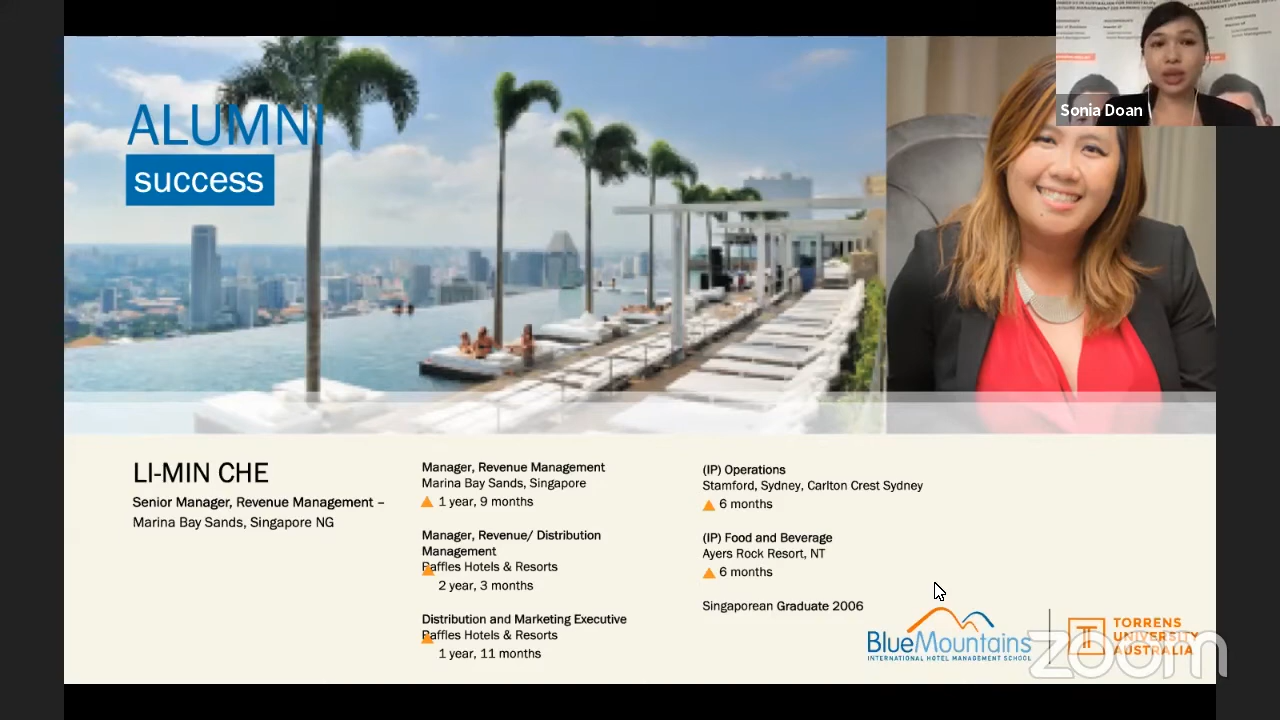 ALUMNI
success
Sonia Doan
LI-MIN CHE
Senior Manager, Revenue Management –
Marina Bay Sands, Singapore NG
Manager, Revenue Management
Marina Bay Sands, Singapore
1 year, 9 months
Manager, Revenue/ Distribution
Management
Raffles Hotels & Resorts
2 year, 3 months
Distribution and Marketing Executive
Raffles Hotels & Resorts
1 year, 11 months
(IP) Operations
Stamford, Sydney, Carlton Crest Sydney
6 months
(IP) Food and Beverage
Ayers Rock Resort, NT
6 months
Singaporean Graduate 2006
BlueMountains
INTERNATIONAL HOTEL MANAGEMENT SCHOOL
TORRENS
UNIVERSITY
AUSTRALIA
zoom